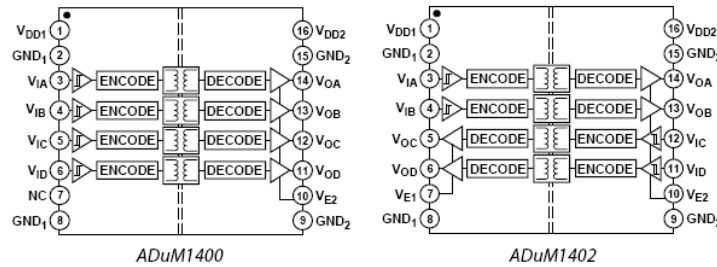 VDD1 1 16 VDD2
GND1 2 15 GND2
VIA 3 ENCODE DECODE 14 VOA
VIB 4 ENCODE DECODE 13 VOB
VIC 5 ENCODE DECODE 12 VOC
VID 6 ENCODE DECODE 11 VOD
NC 7 10 VE2
GND1 8 9 GND2
ADuM1400
VDD1 1 16 VDD2
GND1 2 15 GND2
VIA 3 ENCODE DECODE 14 VOA
VIB 4 ENCODE DECODE 13 VOB
VOC 5 DECODE ENCODE 12 VIC
VOD 6 DECODE ENCODE 11 VID
VE1 7 10 VE2
GND1 8 9 GND2
ADuM1402